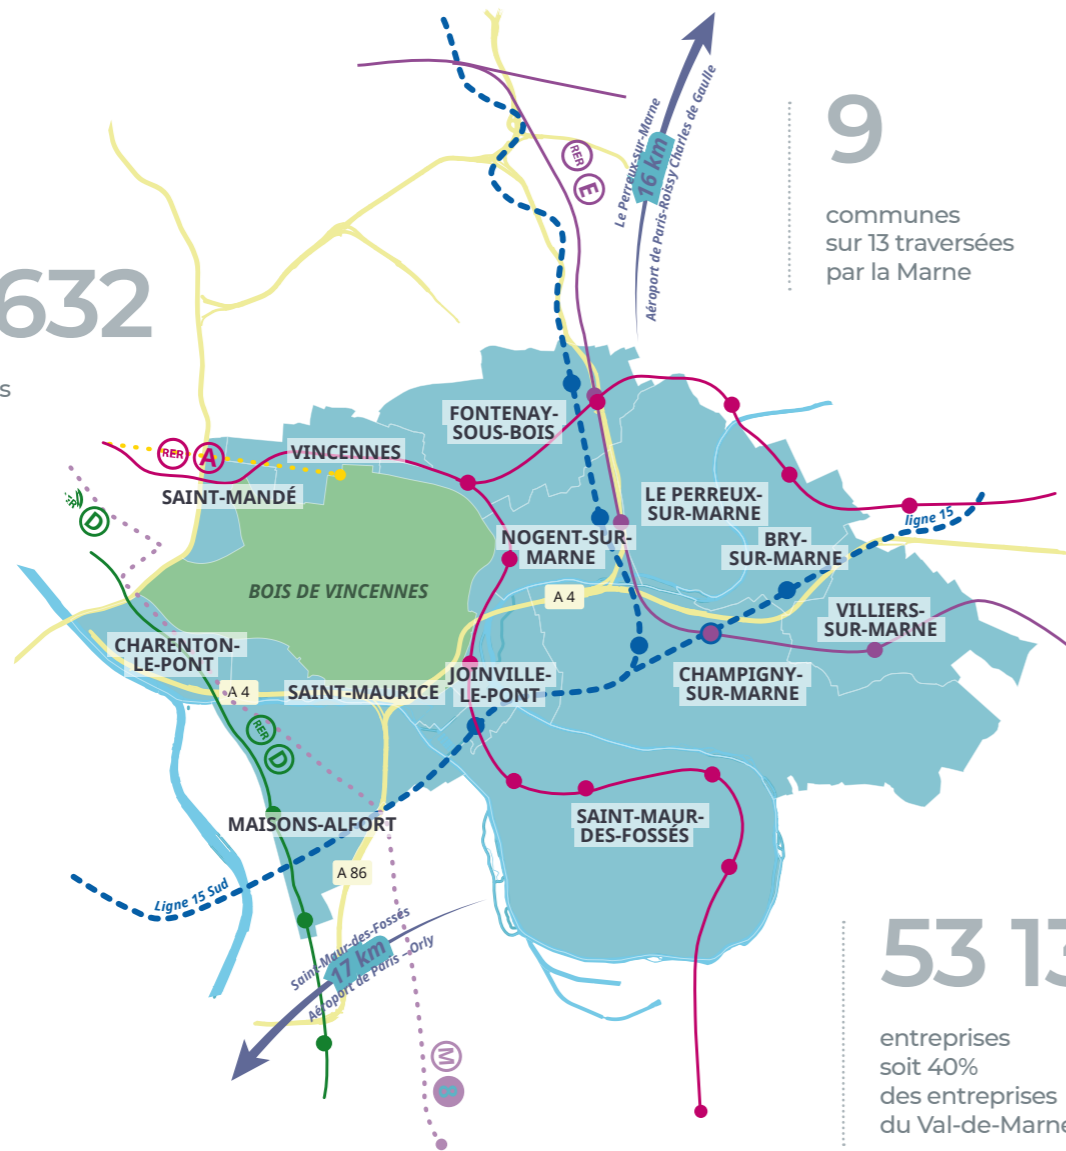 9
communes
sur 13 traversées
par la Marne
632
s
Le Perreux-sur-Marne
16 km
Aéroport de Paris-Roissy Charles de Gaulle
RER
E
RER
A
VINCENNES
SAINT-MANDÉ
FONTENAY-
SOUS-BOIS
LE PERREUX-
SUR-MARNE
ligne 15
NOGENT-SUR-
MARNE
BRY-
SUR-MARNE
D
BOIS DE VINCENNES
A 4
VILLIERS-
SUR-MARNE
CHARENTON-
LE-PONT
A 4
SAINT-MAURICE
JOINVILLE-
LE-PONT
CHAMPIGNY-
SUR-MARNE
RER
D
MAISONS-ALFORT
SAINT-MAUR-
DES-FOSSÉS
A 86
Ligne 15 Sud
Saint-Maur-des-Fossés
17 km
Aéroport de Paris –Orly
M
8
53 13
entreprises
soit 40%
des entreprises
du Val-de-Marne